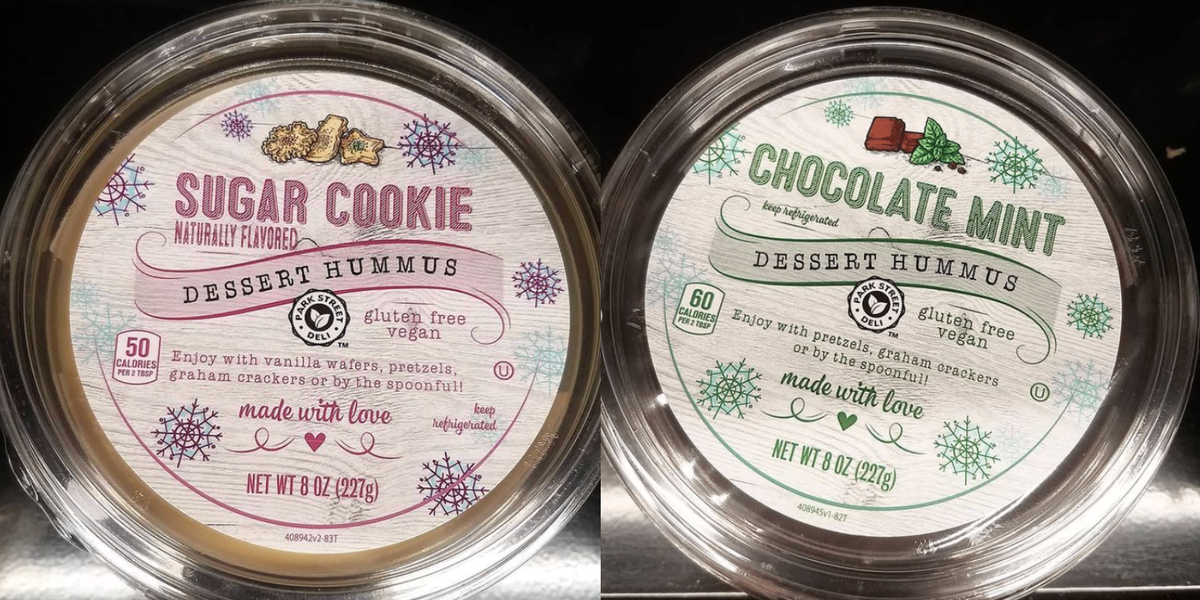 SUGAR COOKIE
NATURALLY FLAVORED
DESSERT HUMMUS
PARK STREET
DELI
TM
gluten free
vegan
50
CALORIES
PER 2 TBSP
Enjoy with vanilla wafers, pretzels,
graham crackers or by the spoonful!
U
made with love
keep
refrigerated
NET WT 8 OZ (227g)
408942v2-83T
CHOCOLATE MINT
keep refrigerated
DESSERT HUMMUS
PARK STREET
DELI
TM
gluten free
vegan
60
CALORIES
PER 2 TBSP
Enjoy with pretzels, graham crackers
or by the spoonful!
U
made with love
NET WT 8 OZ (227g)
408945v1-82T